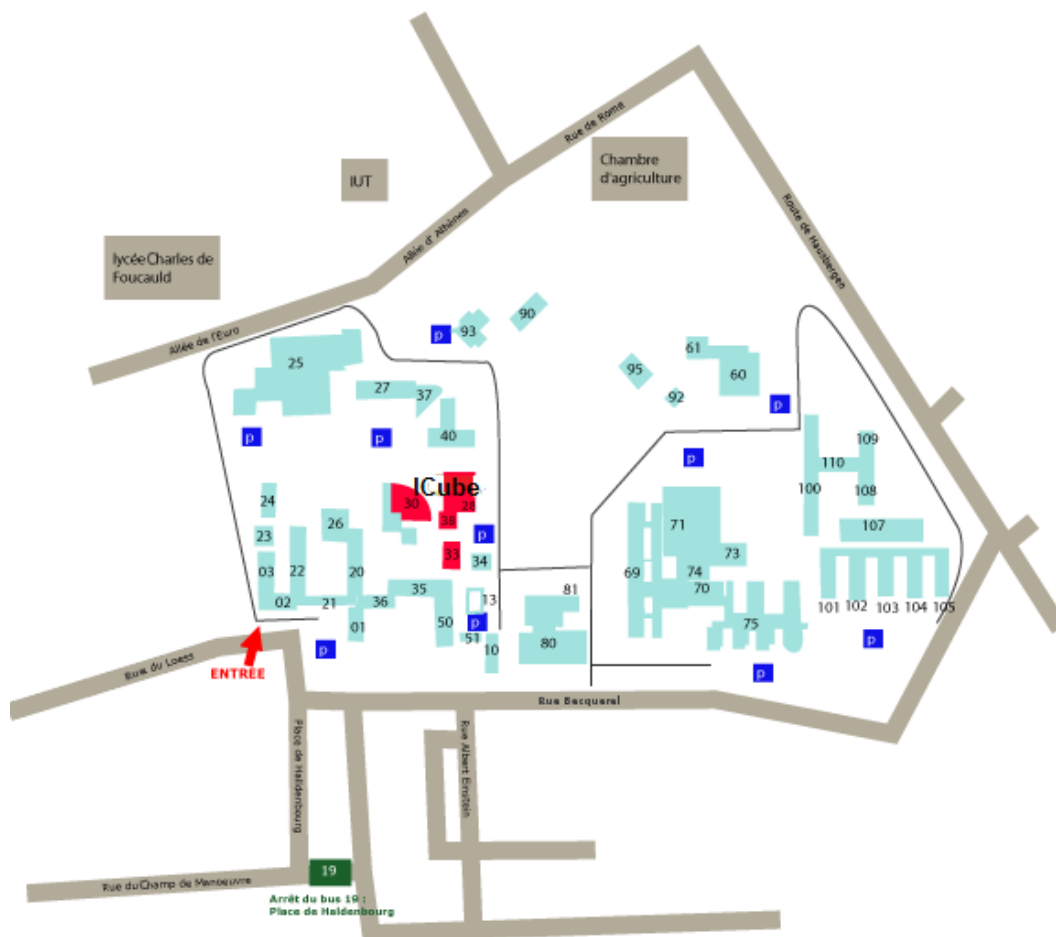 Rue de Rome
Chambre
d'agriculture
IUT
Route de Hausbergen
Allée d' Athènes
lycée Charles de
Foucauld
Allée de l'Euro
90
93
p
61
95
60
25
27
37
92
p
40
109
p
p
p
110
100
108
ICube
30
28
24
38
26
71
107
23
p
33
34
73
03
22
20
69
74
70
81
35
13
02
21
36
101
102
103
104
105
01
50
p
75
51
80
10
p
p
p
ENTRÉE
Rue du Loess
Rue Becquerel
Place de Haldenbourg
Rue Albert Einstein
19
Rue du Champ de Manoeuvre
Arrêt du bus 19 :
Place de Haldenbourg